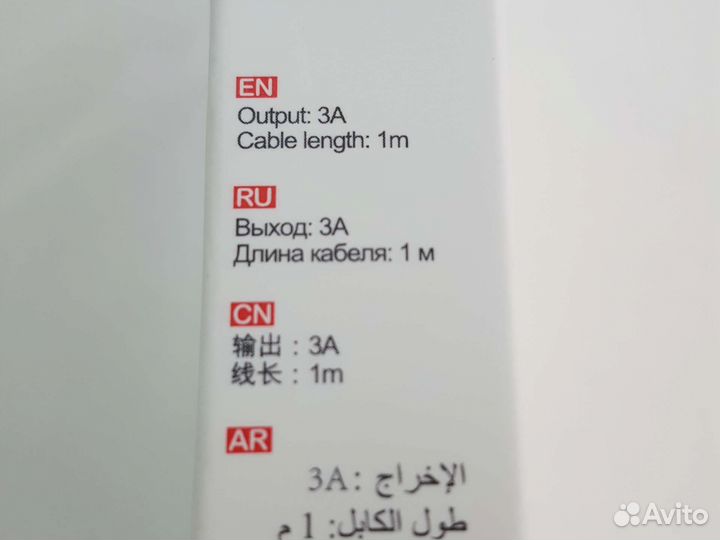 EN
Output: 3A
Cable length: 1m
RU
Выход: 3А
Длина кабеля: 1 м
CN
输出：3A
线长：1m
AR
الإخراج :3A
طول الكابل: 1 م
Avito